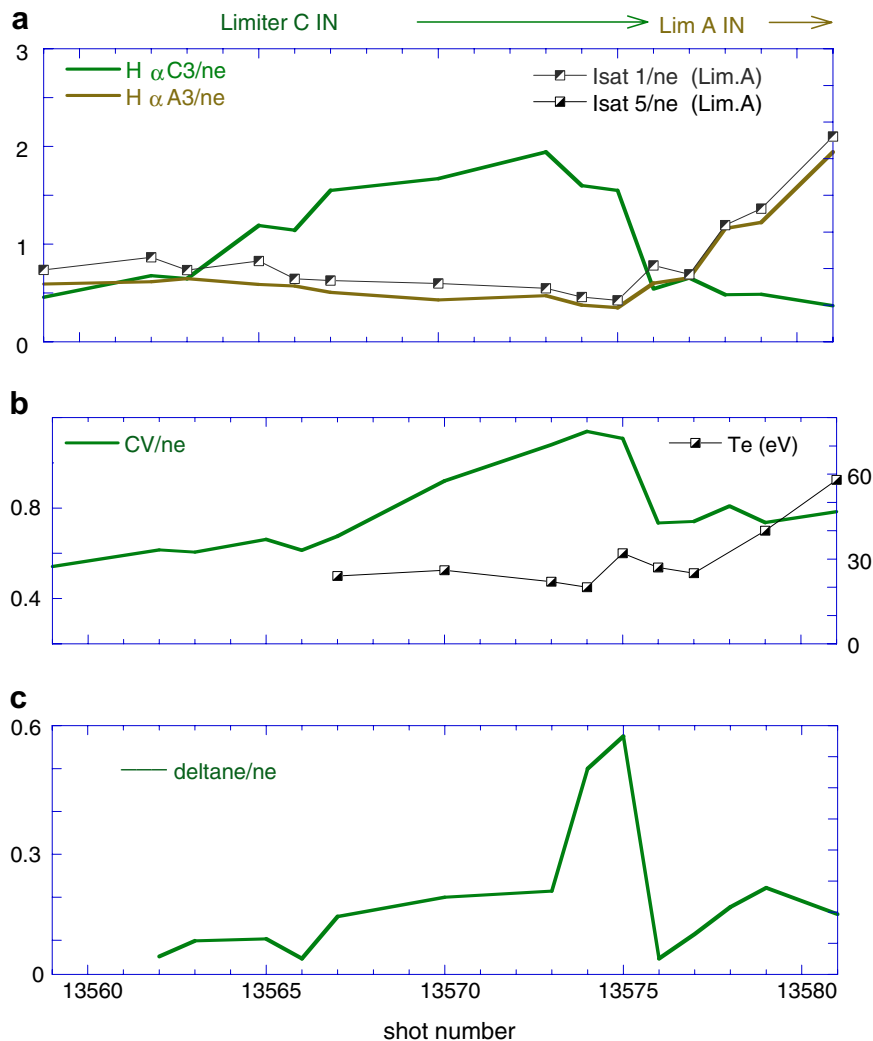 a
Limiter C IN
Lim A IN
3
2
1
0
H αC3/ne
H αA3/ne
Isat 1/ne (Lim.A)
Isat 5/ne (Lim.A)
b
CV/ne
Te (eV)
0.8
0.4
60
30
0
c
0.6
0.3
0
deltane/ne
13560 13565 13570 13575 13580
shot number